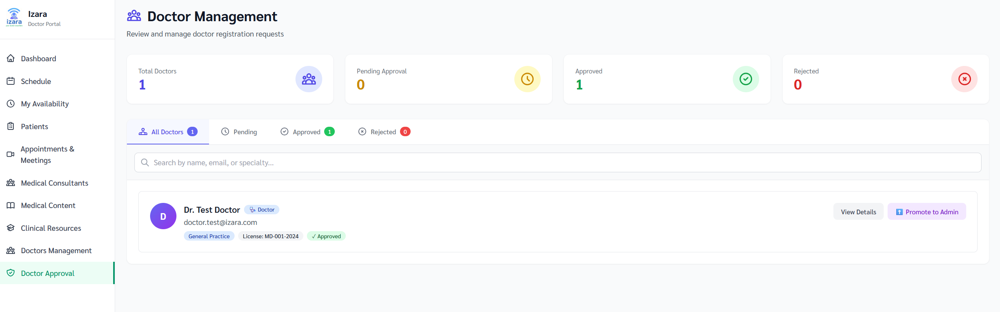 Izara
izara
your doctor anywhere
Doctor Portal
Dashboard
Schedule
My Availability
Patients
Appointments &
Meetings
Medical Consultants
Medical Content
Clinical Resources
Doctors Management
Doctor Approval
Doctor Management
Review and manage doctor registration requests
Total Doctors
1
Pending Approval
0
Approved
1
Rejected
0
All Doctors 1
Pending
Approved 1
Rejected 0
Search by name, email, or specialty...
D
Dr. Test Doctor
Doctor
doctor.test@izara.com
General Practice
License: MD-001-2024
✓ Approved
View Details
Promote to Admin